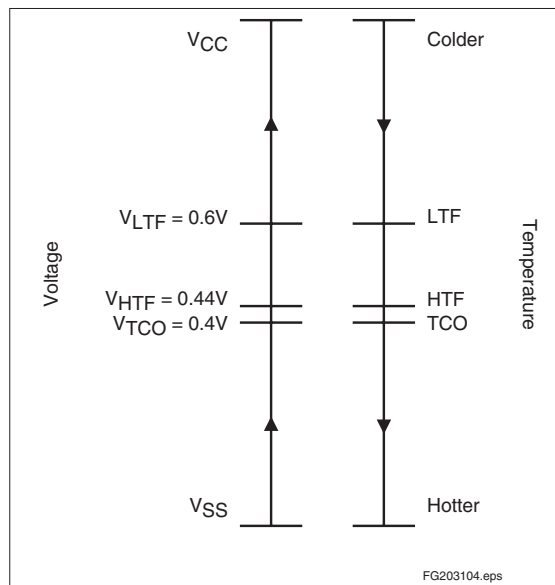 VCC
Colder
VLTF = 0.6V
LTF
Voltage
Temperature
VHTF = 0.44V
HTF
VTCO = 0.4V
TCO
VSS
Hotter
FG203104.eps